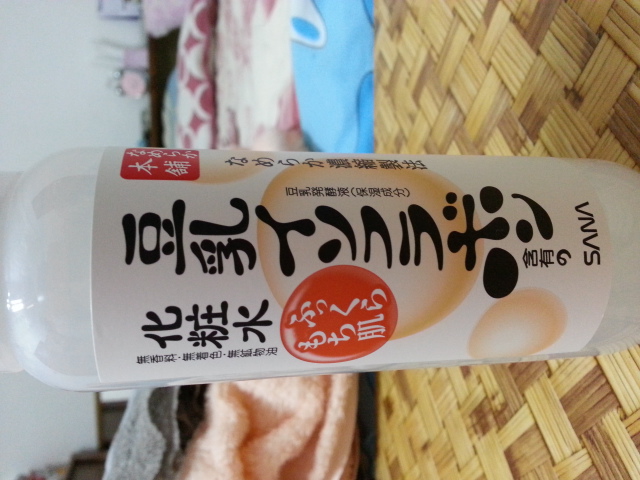 なめらか
本舗
なめらか濃縮製法
豆乳発酵液(保湿成分)
豆乳イソフラボン
含有の
化粧水
ふっくら
もち肌
無香料・無着色・無鉱物油
SANA